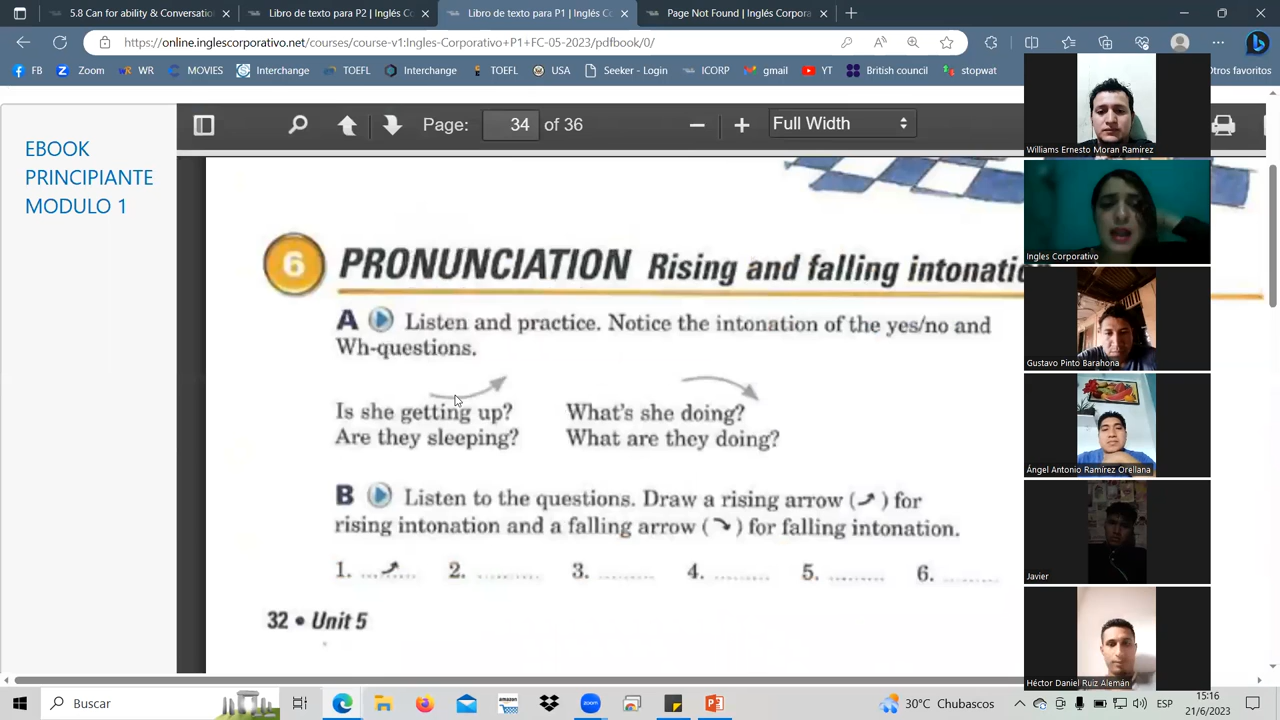 5.8 Can for ability & Conversatio
Libro de texto para P2 | Inglés Co
Libro de texto para P1 | Inglés C
Page Not Found | Inglés Corpora
https://online.inglescorporativo.net/courses/course-v1:Ingles-Corporativo+P1+FC-05-2023/pdfbook/0/
FB
Zoom
WR
MOVIES
Interchange
TOEFL
Interchange
TOEFL
USA
Seeker - Login
ICORP
gmail
YT
British council
stopwat
Otros favoritos
EBOOK
PRINCIPIANTE
MODULO 1
Page: 34 of 36
Full Width
6 PRONUNCIATION Rising and falling intonatio
A Listen and practice. Notice the intonation of the yes/no and
Wh-questions.
Is she getting up? What's she doing?
Are they sleeping? What are they doing?
B Listen to the questions. Draw a rising arrow ( ) for
rising intonation and a falling arrow ( ) for falling intonation.
1. 2. 3. 4. 5. 6.
32 • Unit 5
Williams Ernesto Moran Ramirez
Ingles Corporativo
Gustavo Pinto Barahona
Ángel Antonio Ramírez Orellana
Javier
Héctor Daniel Ruiz Alemán
Buscar
amazon
zoom
30°C Chubascos
ESP
15:16
21/6/2023